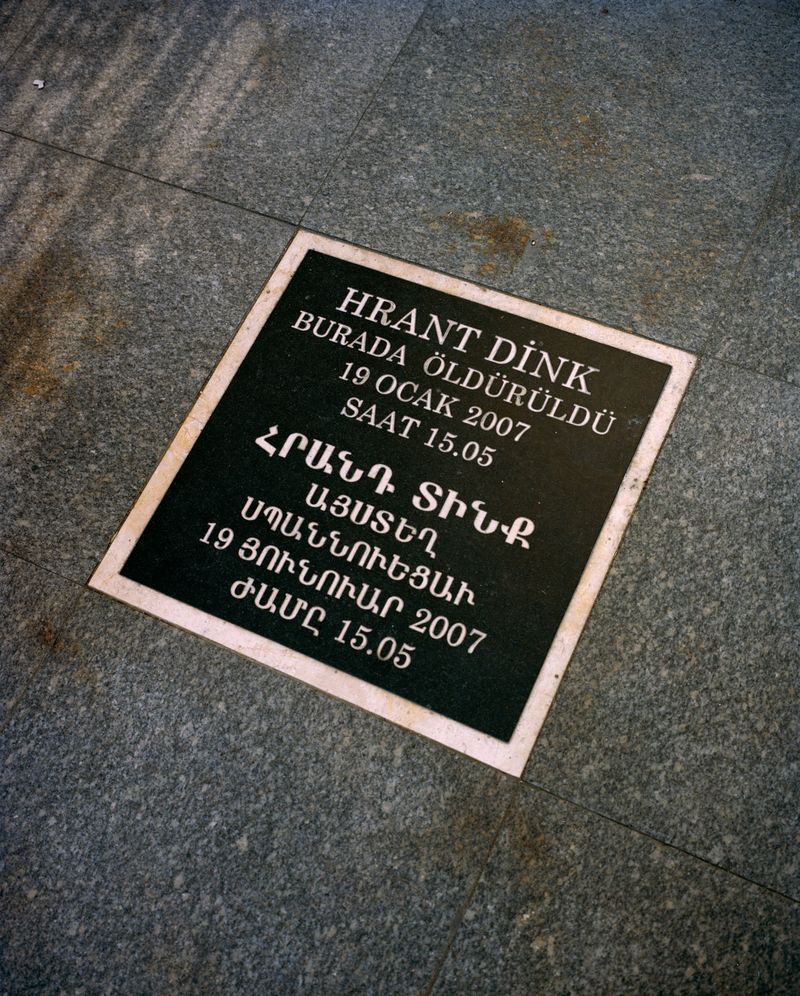 HRANT DİNK
BURADA ÖLDÜRÜLDÜ
19 OCAK 2007
SAAT 15.05
ՀՐԱՆԴ ՏԻՆՔ
ԱՅՍՏԵՂ
ՍՊԱՆՆՈՒԵՑԱՒ
19 ՅՈՒՆՈՒԱՐ 2007
ԺԱՄԸ 15.05